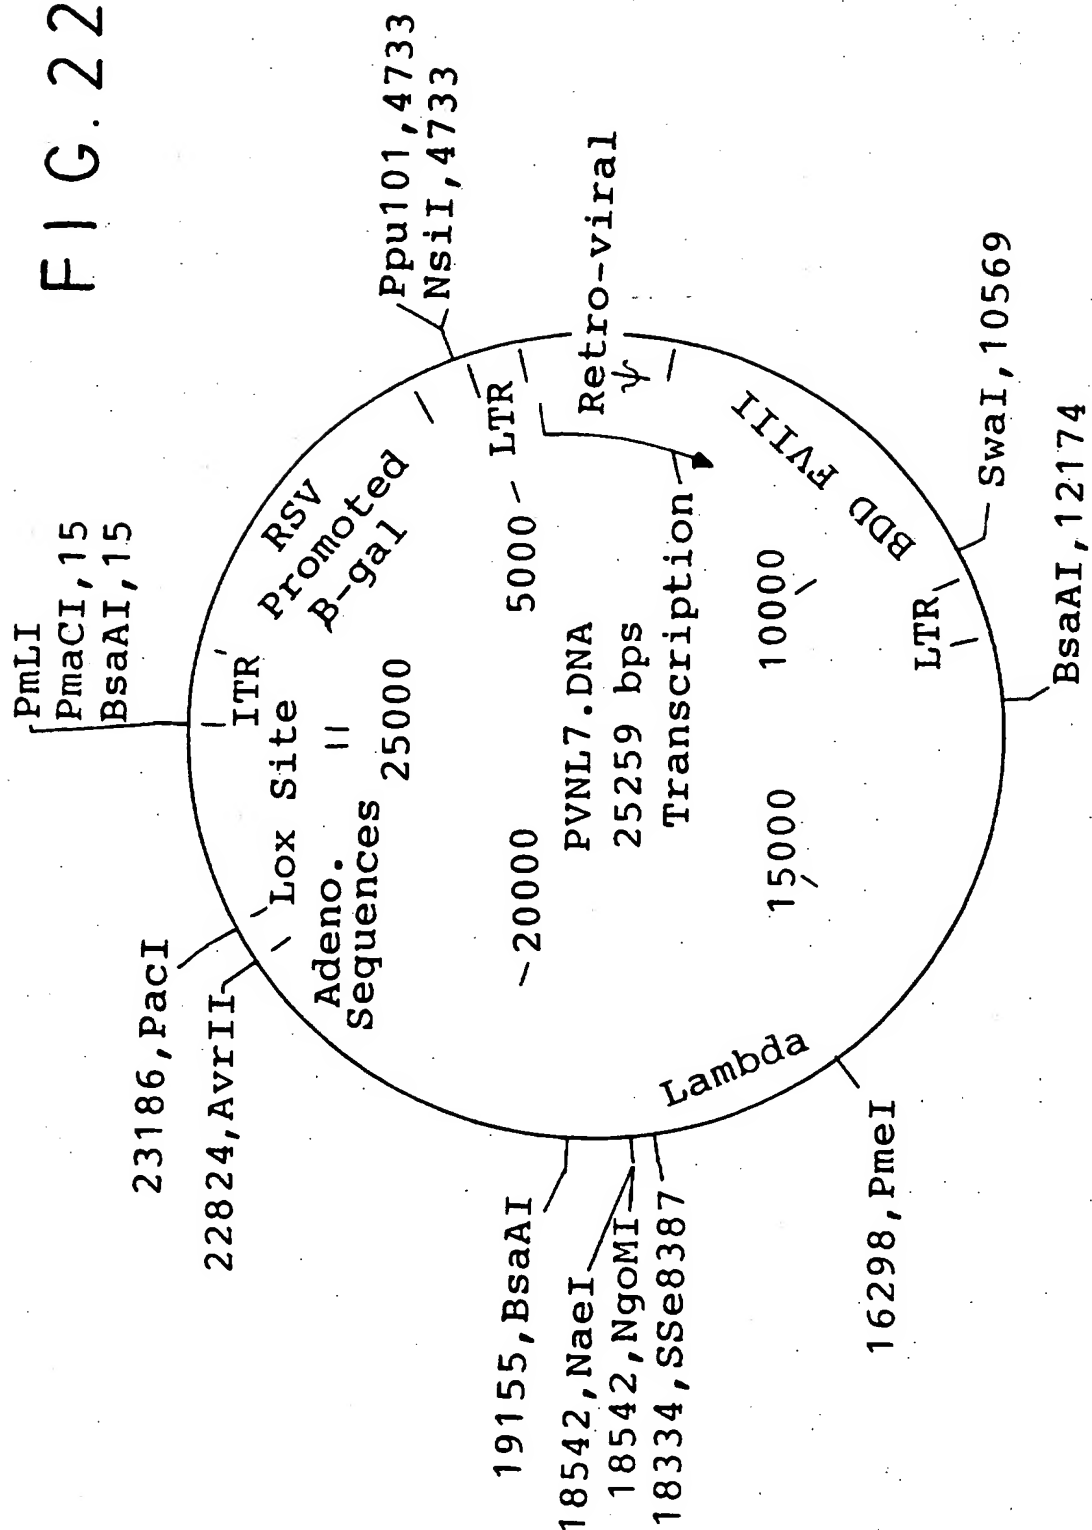 FIG.22
PmLI
PmaCI,15
BsaAI,15
Ppu101,4733
NsiI,4733
23186,PacI
22824,AvrII
ITR
Lox Site
Adeno.
Sequences
25000
RSV
Promoted
B-gal
LTR
5000
Retro-viral
ψ
20000
PVNL7.DNA
25259 bps
Transcription
10000
15000
BDD FVIII
LTR
Lambda
19155,BsaAI
18542,NaeI
18542,NgoMI
18334,SSe8387
16298,PmeI
SwaI,10569
BsaAI,12174